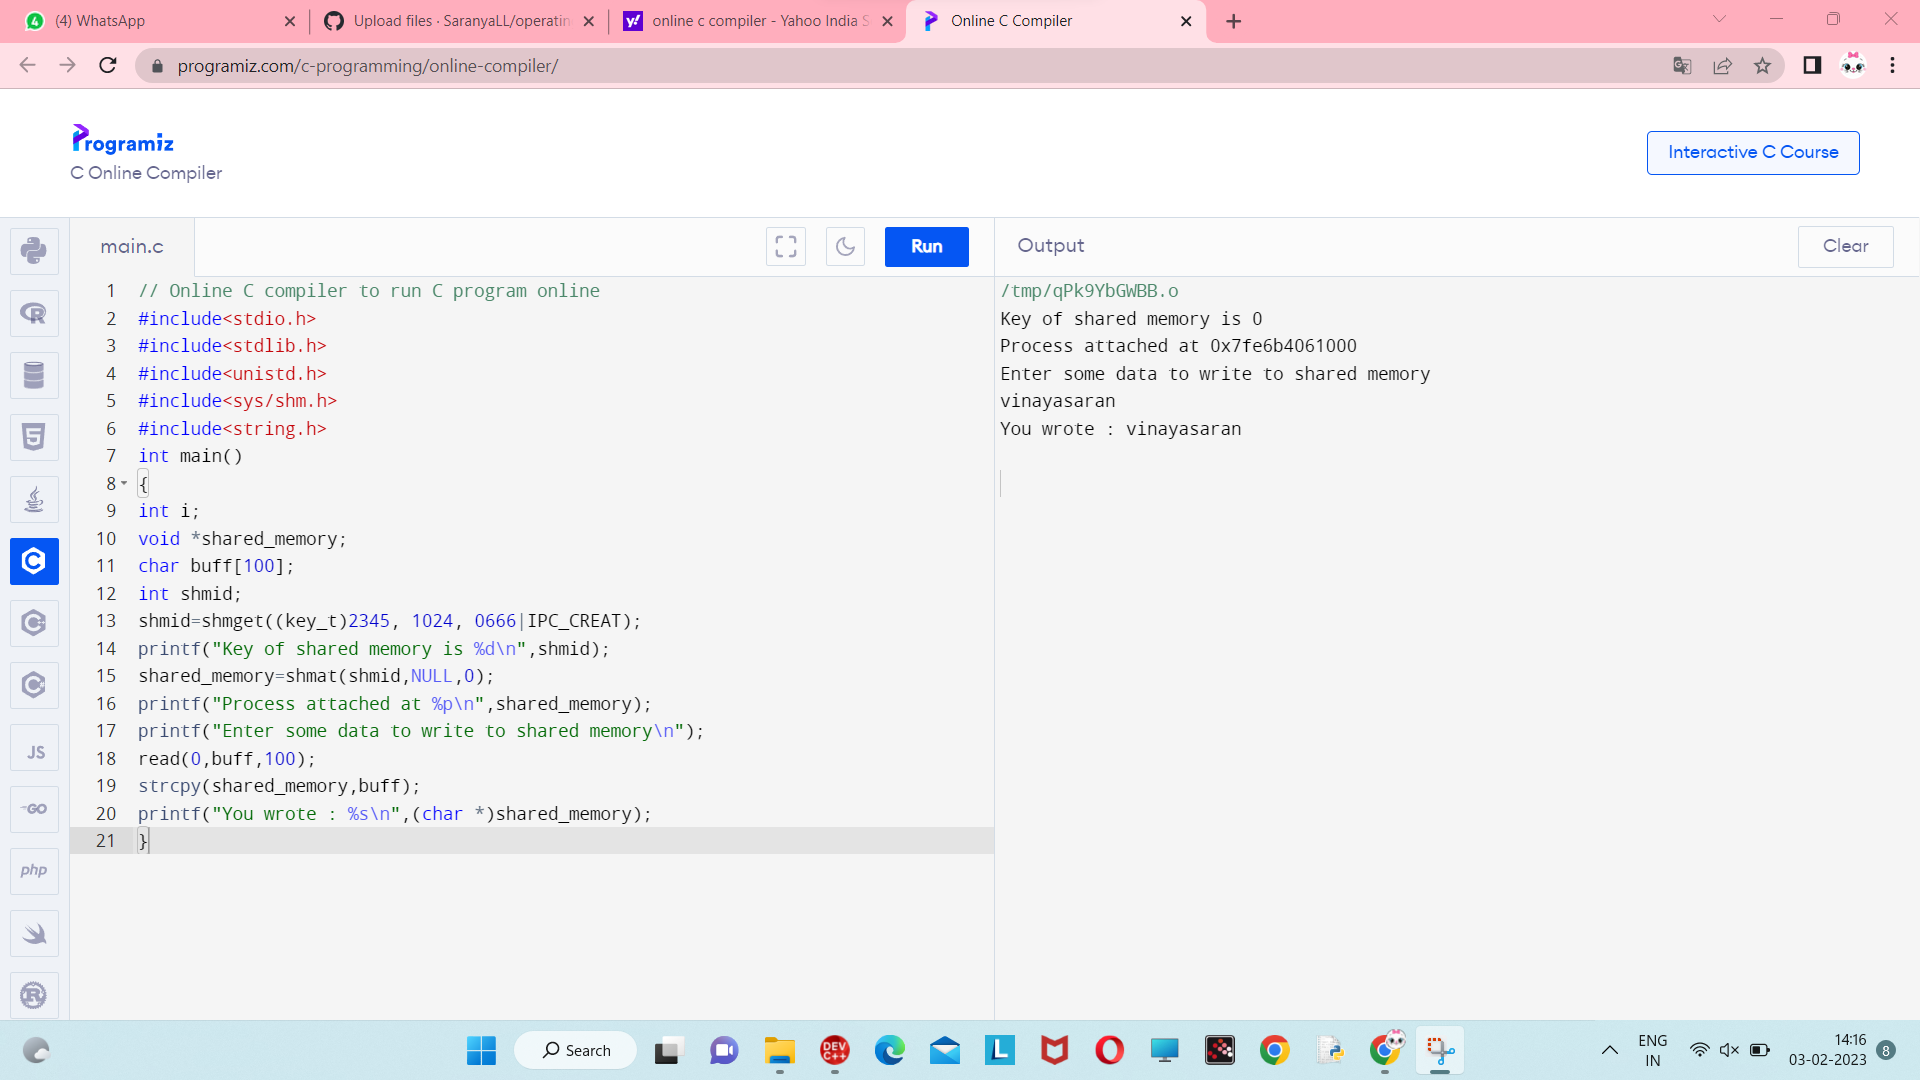 (4) WhatsApp
Upload files · SaranyaLL/operatin
online c compiler - Yahoo India S
Online C Compiler
programiz.com/c-programming/online-compiler/
Programiz
C Online Compiler
Interactive C Course
main.c
Run
Output
Clear
1 // Online C compiler to run C program online
2 #include<stdio.h>
3 #include<stdlib.h>
4 #include<unistd.h>
5 #include<sys/shm.h>
6 #include<string.h>
7 int main()
8 {
9 int i;
10 void *shared_memory;
11 char buff[100];
12 int shmid;
13 shmid=shmget((key_t)2345, 1024, 0666|IPC_CREAT);
14 printf("Key of shared memory is %d\n",shmid);
15 shared_memory=shmat(shmid,NULL,0);
16 printf("Process attached at %p\n",shared_memory);
17 printf("Enter some data to write to shared memory\n");
18 read(0,buff,100);
19 strcpy(shared_memory,buff);
20 printf("You wrote : %s\n",(char *)shared_memory);
21 }
/tmp/qPk9YbGWBB.o
Key of shared memory is 0
Process attached at 0x7fe6b4061000
Enter some data to write to shared memory
vinayasaran
You wrote : vinayasaran
JS
GO
php
Search
DEV
C++
L
ENG
IN
14:16
03-02-2023
8